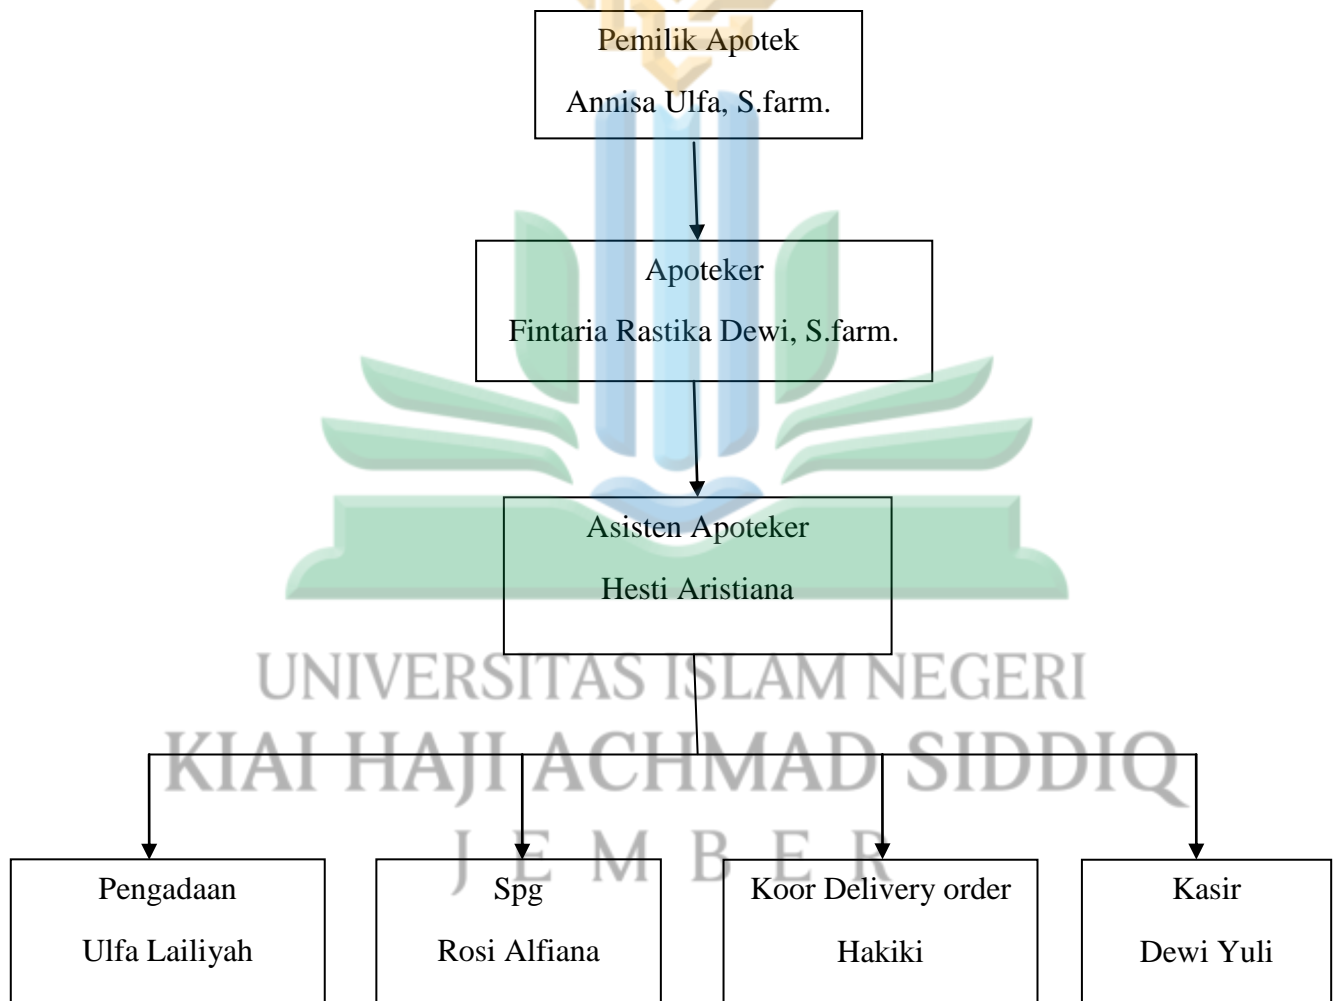 Pemilik Apotek
Annisa Ulfa, S.farm.
Apoteker
Fintaria Rastika Dewi, S.farm.
Asisten Apoteker
Hesti Aristiana
UNIVERSITAS ISLAM NEGERI
KIAI HAJI ACHMAD SIDDIQ
JEMBER
Pengadaan
Ulfa Lailiyah
Spg
Rosi Alfiana
Koor Delivery order
Hakiki
Kasir
Dewi Yuli